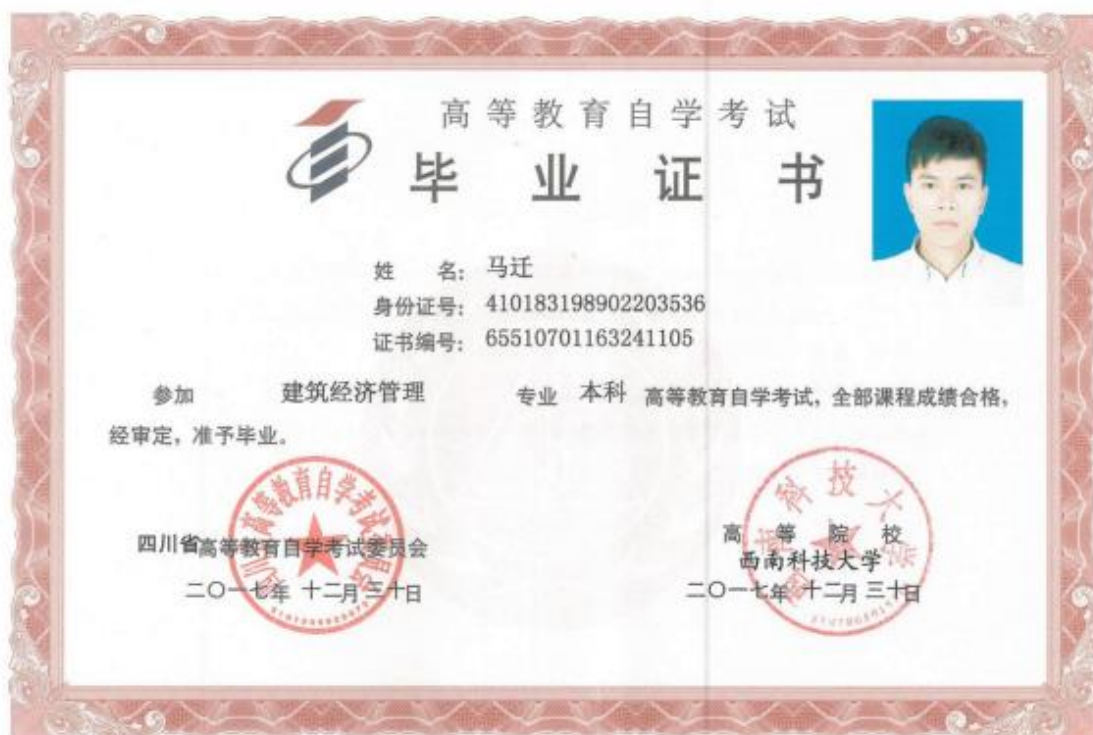 高等教育自学考试
毕业证书
姓 名: 马迁
身份证号: 410183198902203536
证书编号: 65510701163241105
参加 建筑经济管理 专业 本科 高等教育自学考试, 全部课程成绩合格,
经审定, 准予毕业。
四川省高等教育自学考试委员会
二〇一七年 十二月 三十日
高等院校
西南科技大学
二〇一七年 十二月 三十日